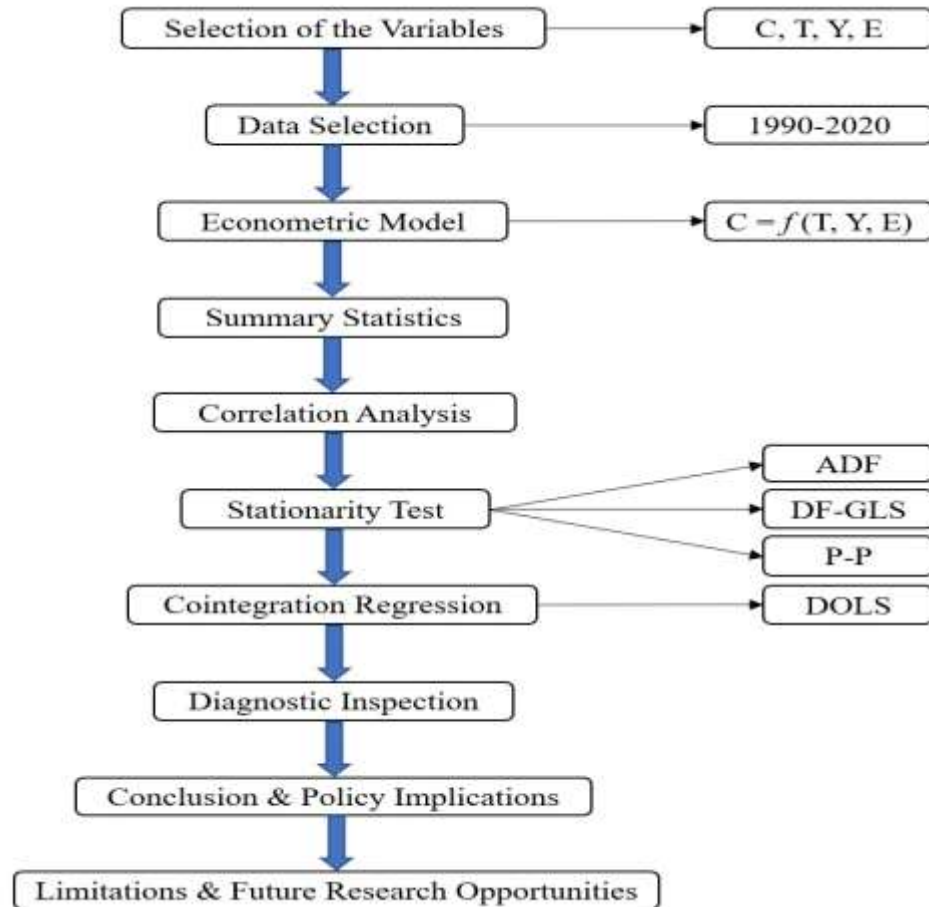 Selection of the Variables
C, T, Y, E
Data Selection
1990-2020
Econometric Model
C = f (T, Y, E)
Summary Statistics
Correlation Analysis
Stationarity Test
ADF
DF-GLS
P-P
Cointegration Regression
DOLS
Diagnostic Inspection
Conclusion & Policy Implications
Limitations & Future Research Opportunities